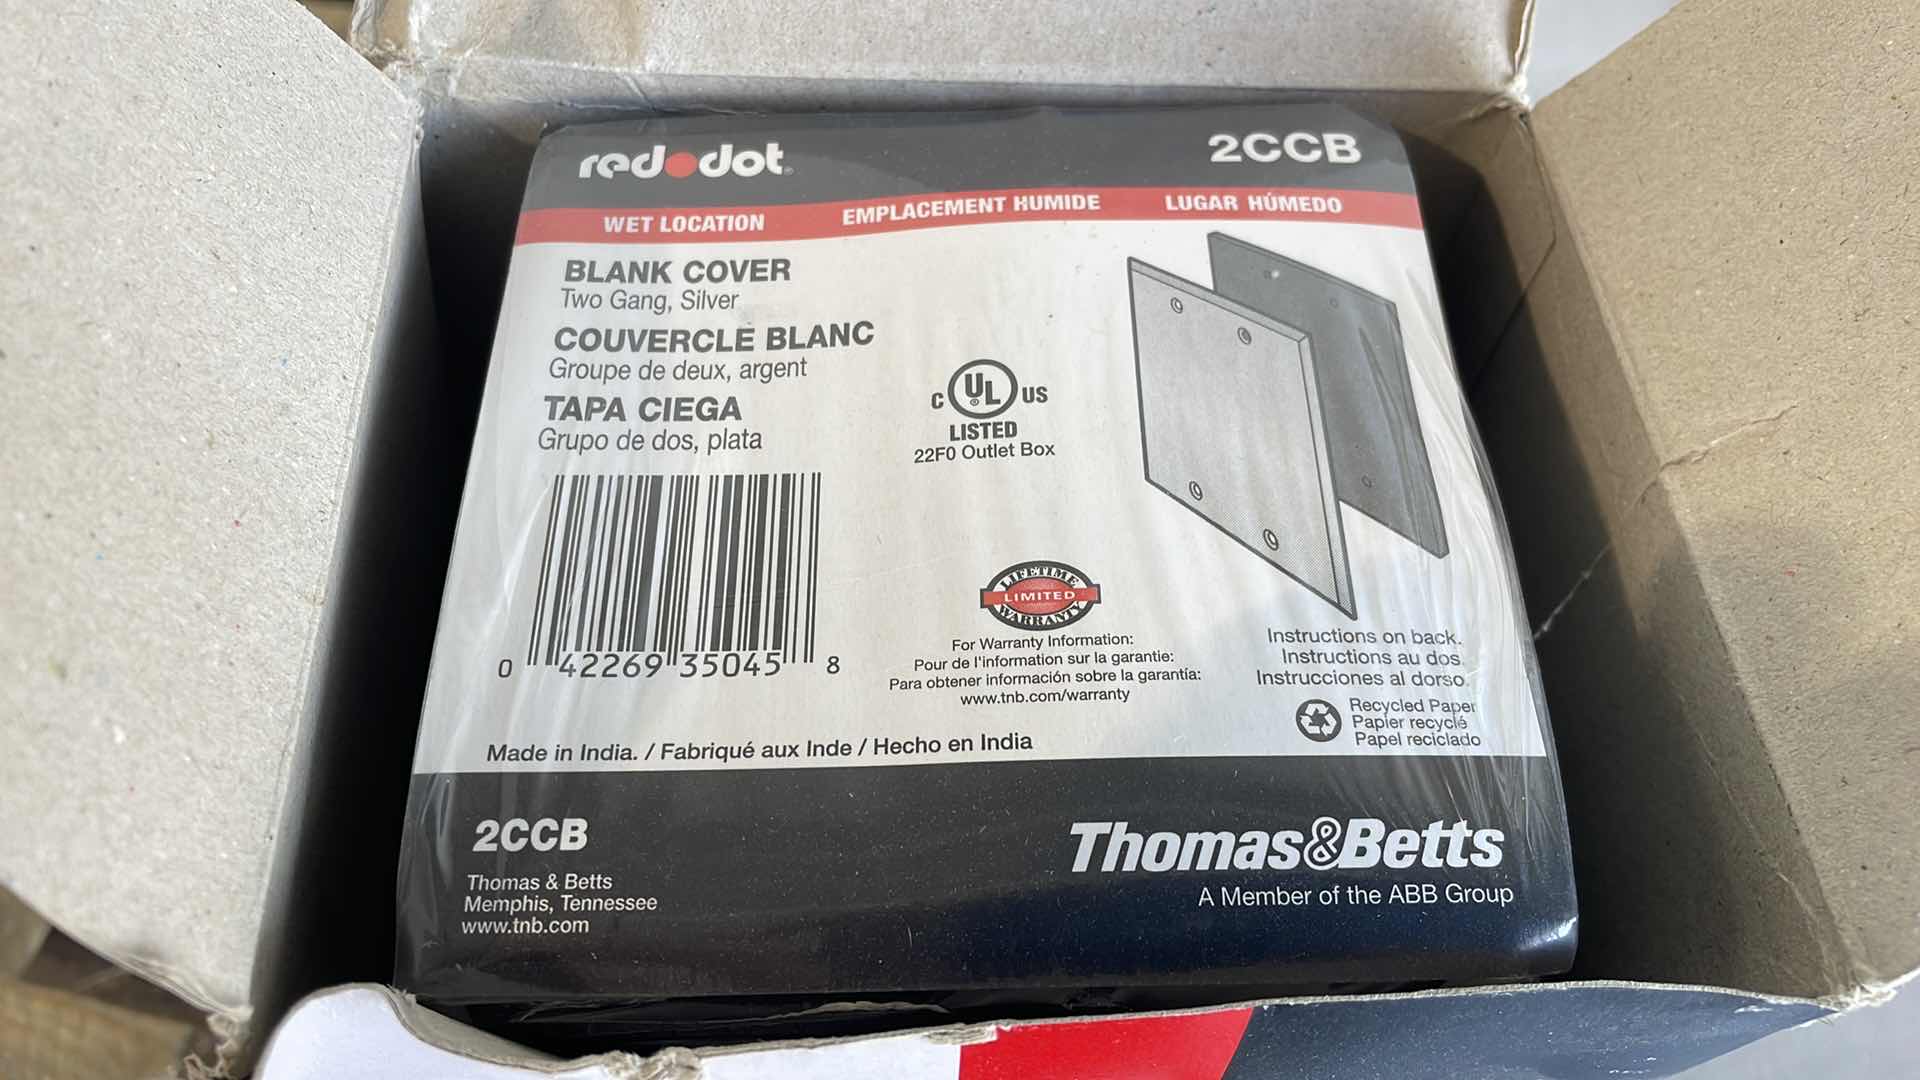 red dot
2CCB
WET LOCATION EMPLACEMENT HUMIDE LUGAR HÚMEDO
BLANK COVER
Two Gang, Silver
COUVERCLE BLANC
Groupe de deux, argent
TAPA CIEGA
Grupo de dos, plata
C UL US
LISTED
22F0 Outlet Box
0 42269 35045 8
LIFETIME
LIMITED
WARRANTY
For Warranty Information:
Pour de l'information sur la garantie:
Para obtener información sobre la garantía:
www.tnb.com/warranty
Instructions on back.
Instructions au dos.
Instrucciones al dorso.
Recycled Paper
Papier recyclé
Papel reciclado
Made in India. / Fabriqué aux Inde / Hecho en India
2CCB
Thomas & Betts
Memphis, Tennessee
www.tnb.com
Thomas&Betts
A Member of the ABB Group